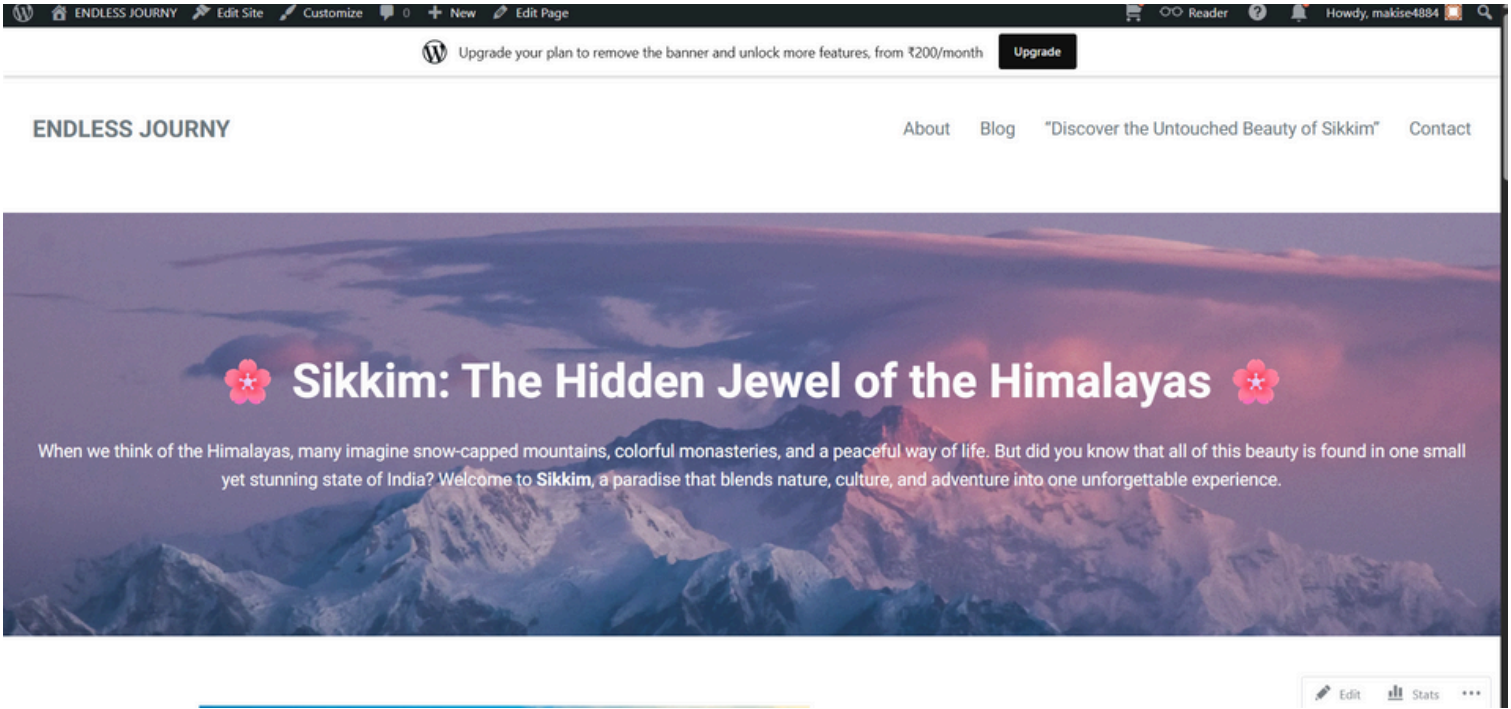 ENDLESS JOURNY Edit Site Customize 0 New Edit Page Reader Howdy, makise4884
Upgrade your plan to remove the banner and unlock more features, from ₹200/month Upgrade
ENDLESS JOURNY About Blog “Discover the Untouched Beauty of Sikkim” Contact
🌸 Sikkim: The Hidden Jewel of the Himalayas 🌸
When we think of the Himalayas, many imagine snow-capped mountains, colorful monasteries, and a peaceful way of life. But did you know that all of this beauty is found in one small
yet stunning state of India? Welcome to Sikkim, a paradise that blends nature, culture, and adventure into one unforgettable experience.
Edit Stats